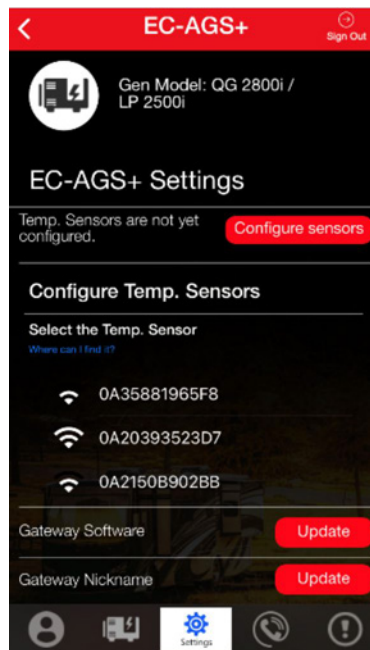 EC-AGS+
Sign Out
Gen Model: QG 2800i /
LP 2500i
EC-AGS+ Settings
Temp. Sensors are not yet
configured.
Configure sensors
Configure Temp. Sensors
Select the Temp. Sensor
Where can I find it?
0A35881965F8
0A20393523D7
0A2150B902BB
Gateway Software
Update
Gateway Nickname
Update
Settings